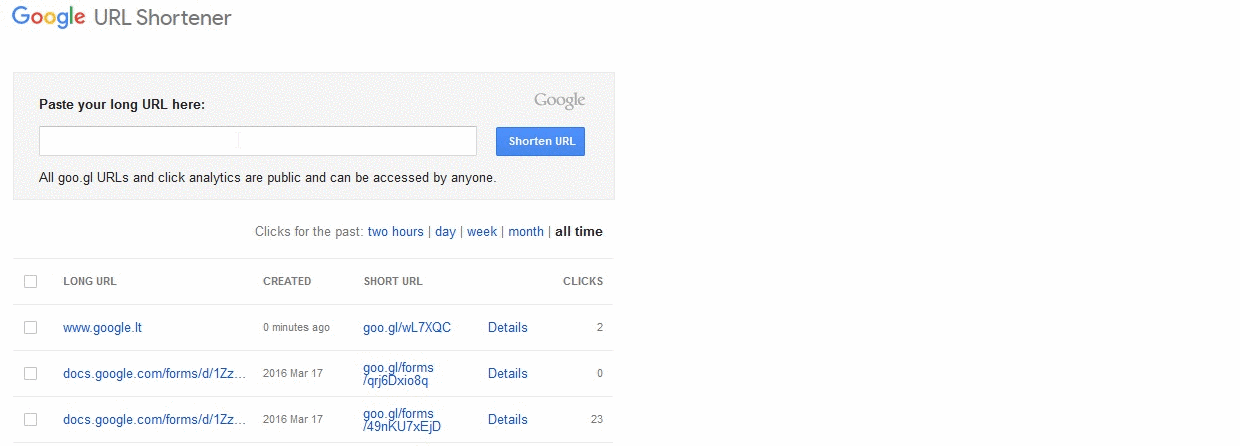 Google URL Shortener
Paste your long URL here:
Google
Shorten URL
All goo.gl URLs and click analytics are public and can be accessed by anyone.
Clicks for the past: two hours | day | week | month | all time
LONG URL CREATED SHORT URL CLICKS
www.google.lt 0 minutes ago goo.gl/wL7XQC Details 2
docs.google.com/forms/d/1Zz... 2016 Mar 17 goo.gl/forms
/qrj6Dxio8q Details 0
docs.google.com/forms/d/1Zz... 2016 Mar 17 goo.gl/forms
/49nKU7xEjD Details 23